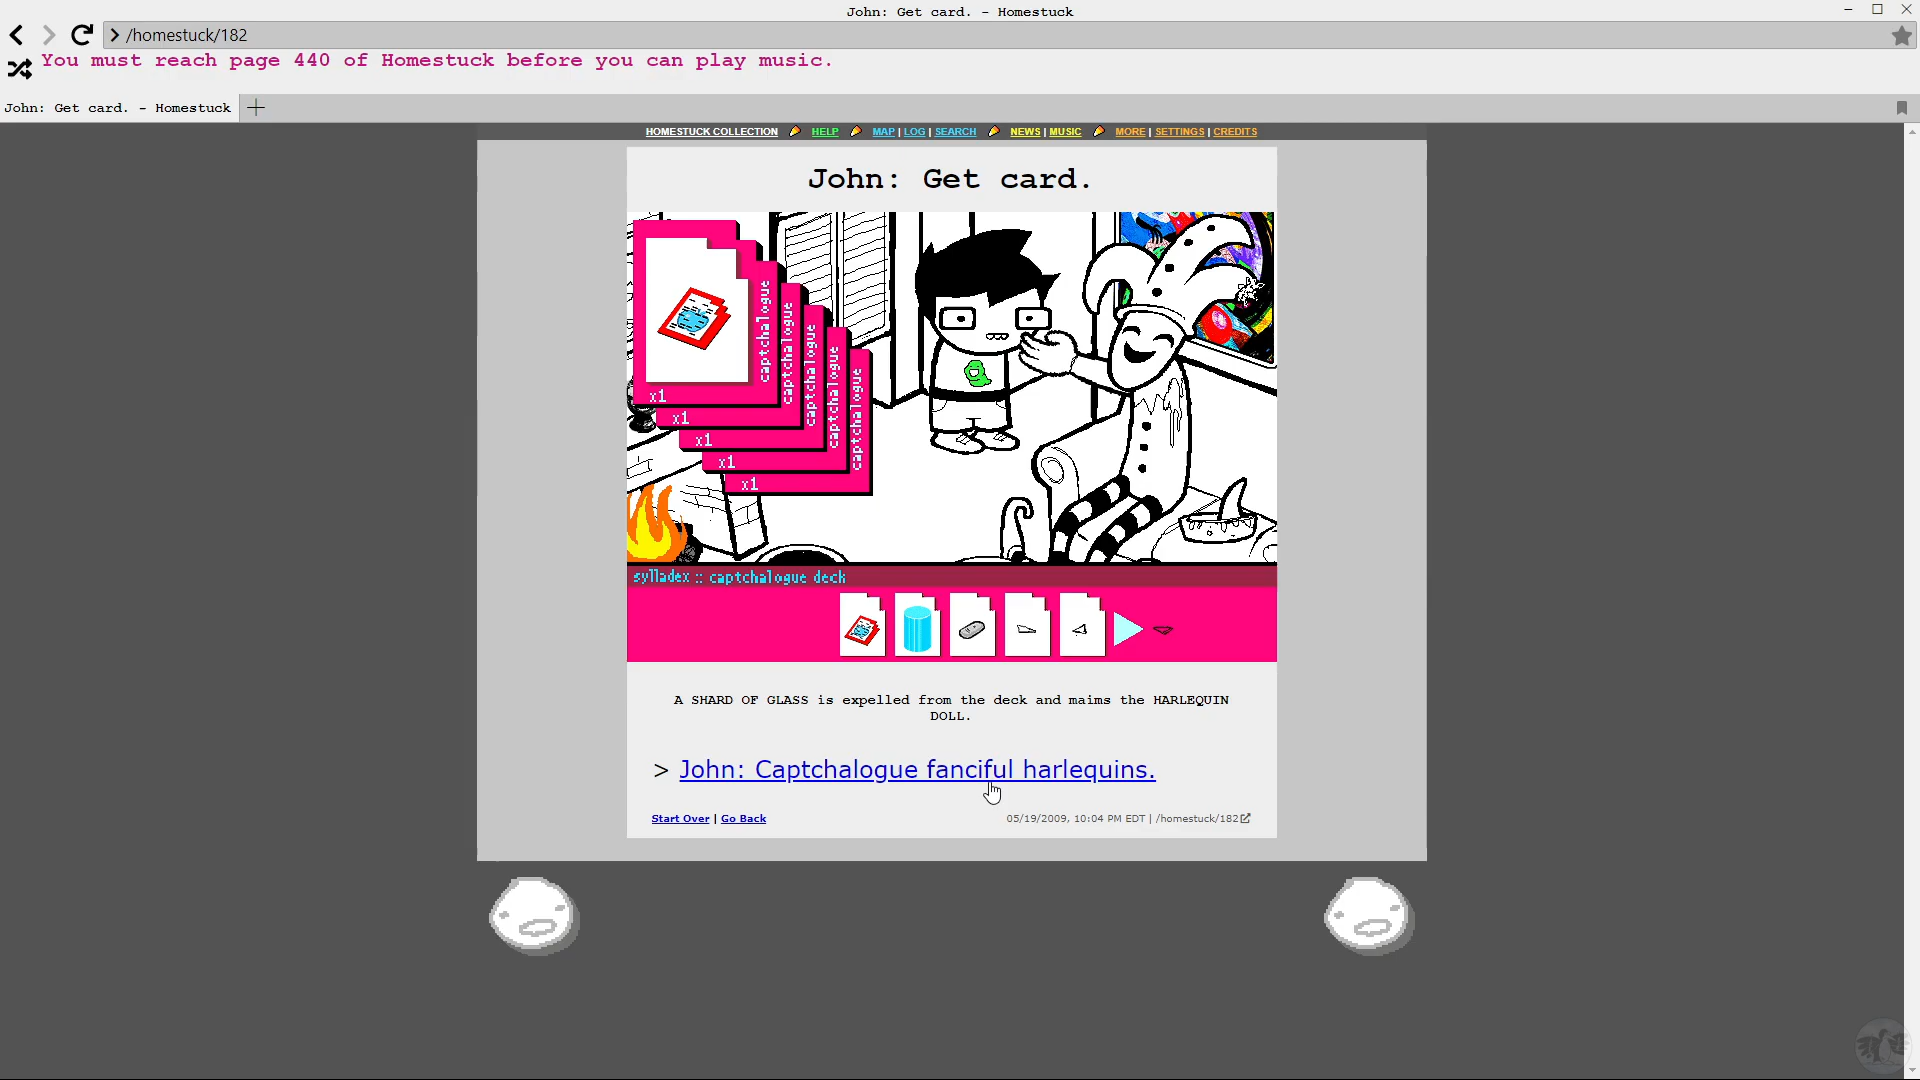 John: Get card. - Homestuck
/homestuck/182
You must reach page 440 of Homestuck before you can play music.
John: Get card. - Homestuck
HOMESTUCK COLLECTION HELP MAP | LOG | SEARCH NEWS | MUSIC MORE | SETTINGS | CREDITS
John: Get card.
captchalogue
captchalogue
captchalogue
captchalogue
captchalogue
x1
x1
x1
x1
x1
sylladex :: captchalogue deck
A SHARD OF GLASS is expelled from the deck and maims the HARLEQUIN
DOLL.
> John: Captchalogue fanciful harlequins.
Start Over | Go Back 05/19/2009, 10:04 PM EDT | /homestuck/182